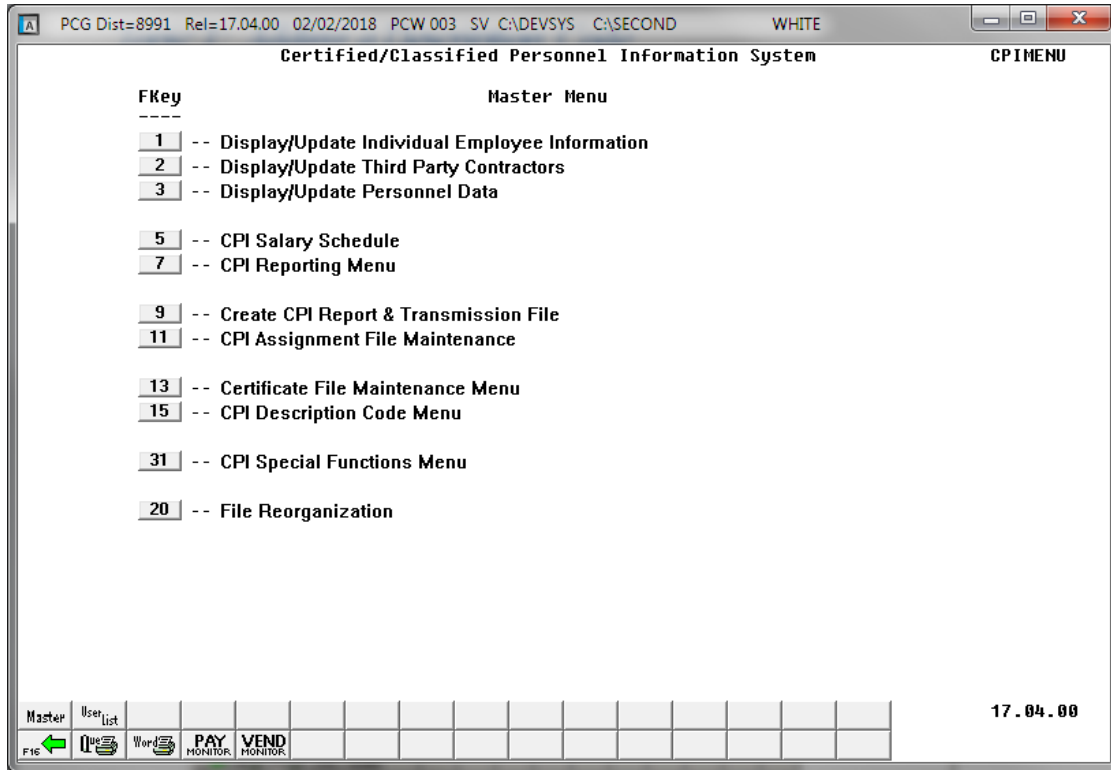 A PCG Dist=8991 Rel=17.04.00 02/02/2018 PCW 003 SV C:\DEVSYS C:\SECOND WHITE
Certified/Classified Personnel Information System CPIMENU
FKey Master Menu
----
1 -- Display/Update Individual Employee Information
2 -- Display/Update Third Party Contractors
3 -- Display/Update Personnel Data
5 -- CPI Salary Schedule
7 -- CPI Reporting Menu
9 -- Create CPI Report & Transmission File
11 -- CPI Assignment File Maintenance
13 -- Certificate File Maintenance Menu
15 -- CPI Description Code Menu
31 -- CPI Special Functions Menu
20 -- File Reorganization
Master User List 17.04.00
F16 Que Word PAY MONITOR VEND MONITOR